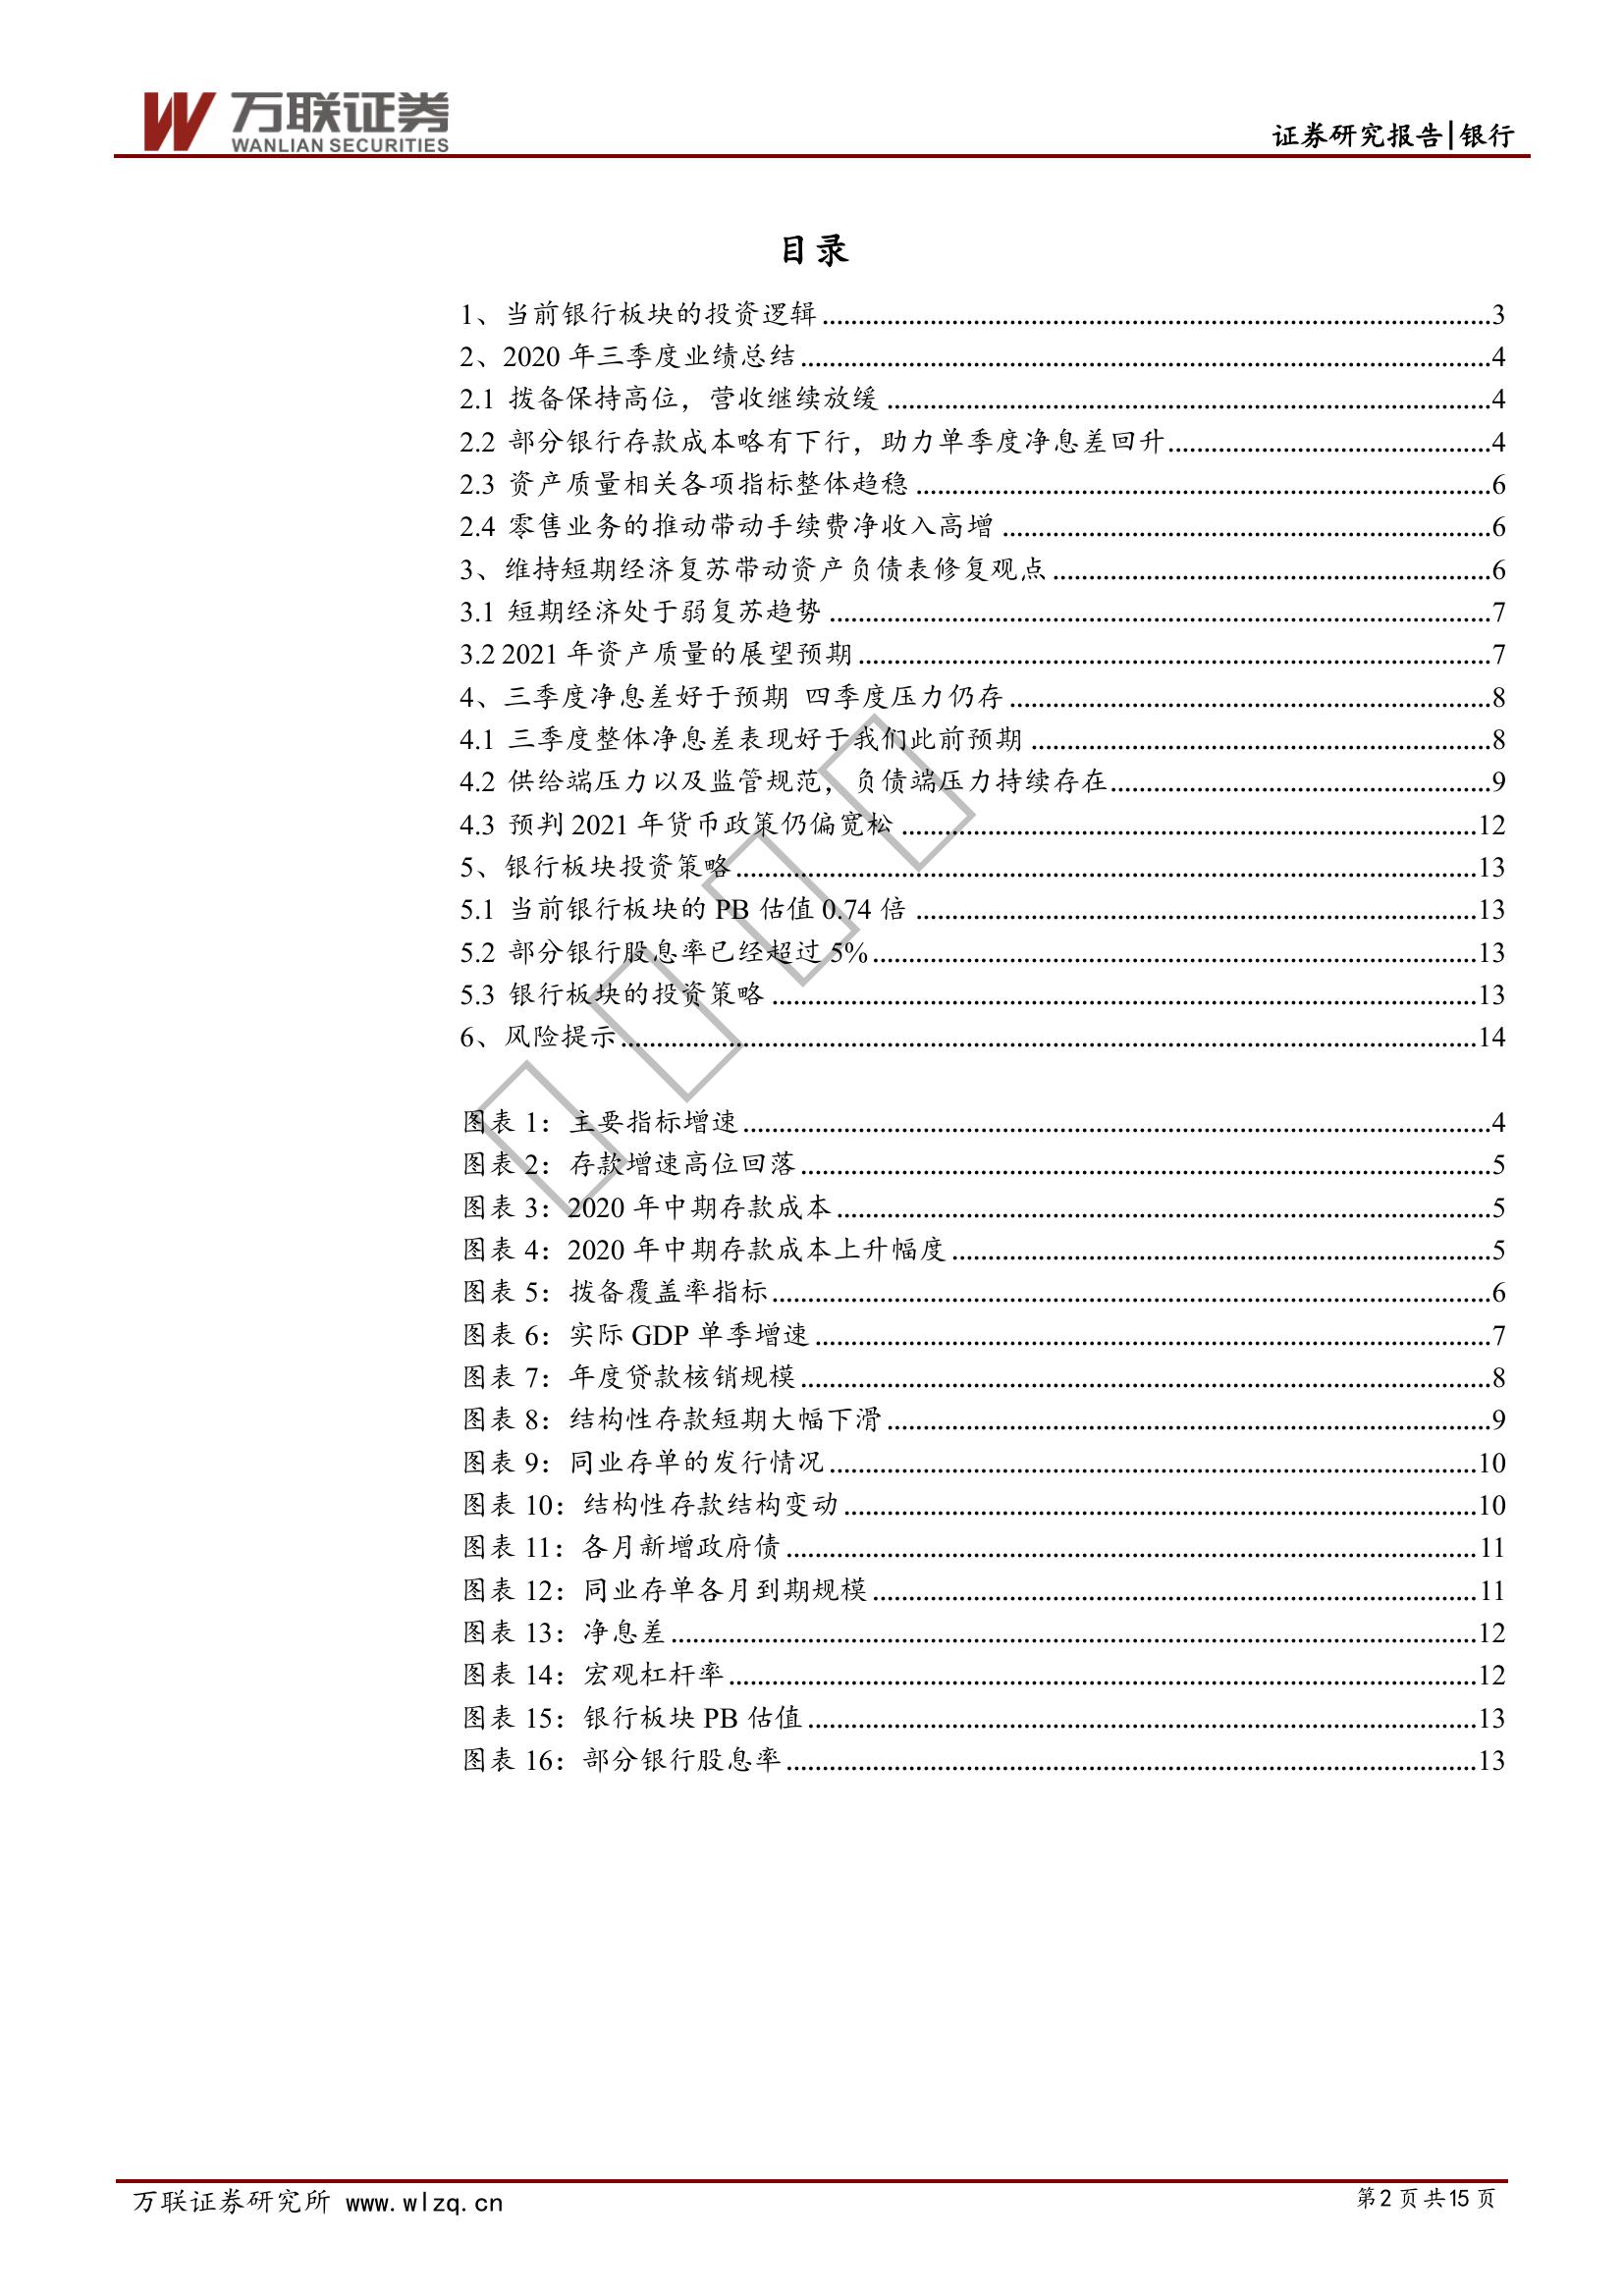 万联证券
WANLIAN SECURITIES
证券研究报告|银行
目录
1、当前银行板块的投资逻辑 ........ 3
2、2020 年三季度业绩总结 ........ 4
2.1 拨备保持高位，营收继续放缓 ........ 4
2.2 部分银行存款成本略有下行，助力单季度净息差回升 ........ 4
2.3 资产质量相关各项指标整体趋稳 ........ 6
2.4 零售业务的推动带动手续费净收入高增 ........ 6
3、维持短期经济复苏带动资产负债表修复观点 ........ 6
3.1 短期经济处于弱复苏趋势 ........ 7
3.2 2021 年资产质量的展望预期 ........ 7
4、三季度净息差好于预期 四季度压力仍存 ........ 8
4.1 三季度整体净息差表现好于我们此前预期 ........ 8
4.2 供给端压力以及监管规范，负债端压力持续存在 ........ 9
4.3 预判 2021 年货币政策仍偏宽松 ........ 12
5、银行板块投资策略 ........ 13
5.1 当前银行板块的 PB 估值 0.74 倍 ........ 13
5.2 部分银行股息率已经超过 5% ........ 13
5.3 银行板块的投资策略 ........ 13
6、风险提示 ........ 14
图表 1：主要指标增速 ........ 4
图表 2：存款增速高位回落 ........ 5
图表 3：2020 年中期存款成本 ........ 5
图表 4：2020 年中期存款成本上升幅度 ........ 5
图表 5：拨备覆盖率指标 ........ 6
图表 6：实际 GDP 单季增速 ........ 7
图表 7：年度贷款核销规模 ........ 8
图表 8：结构性存款短期大幅下滑 ........ 9
图表 9：同业存单的发行情况 ........ 10
图表 10：结构性存款结构变动 ........ 10
图表 11：各月新增政府债 ........ 11
图表 12：同业存单各月到期规模 ........ 11
图表 13：净息差 ........ 12
图表 14：宏观杠杆率 ........ 12
图表 15：银行板块 PB 估值 ........ 13
图表 16：部分银行股息率 ........ 13
万联证券研究所 www.wlzq.cn
第2页共15页